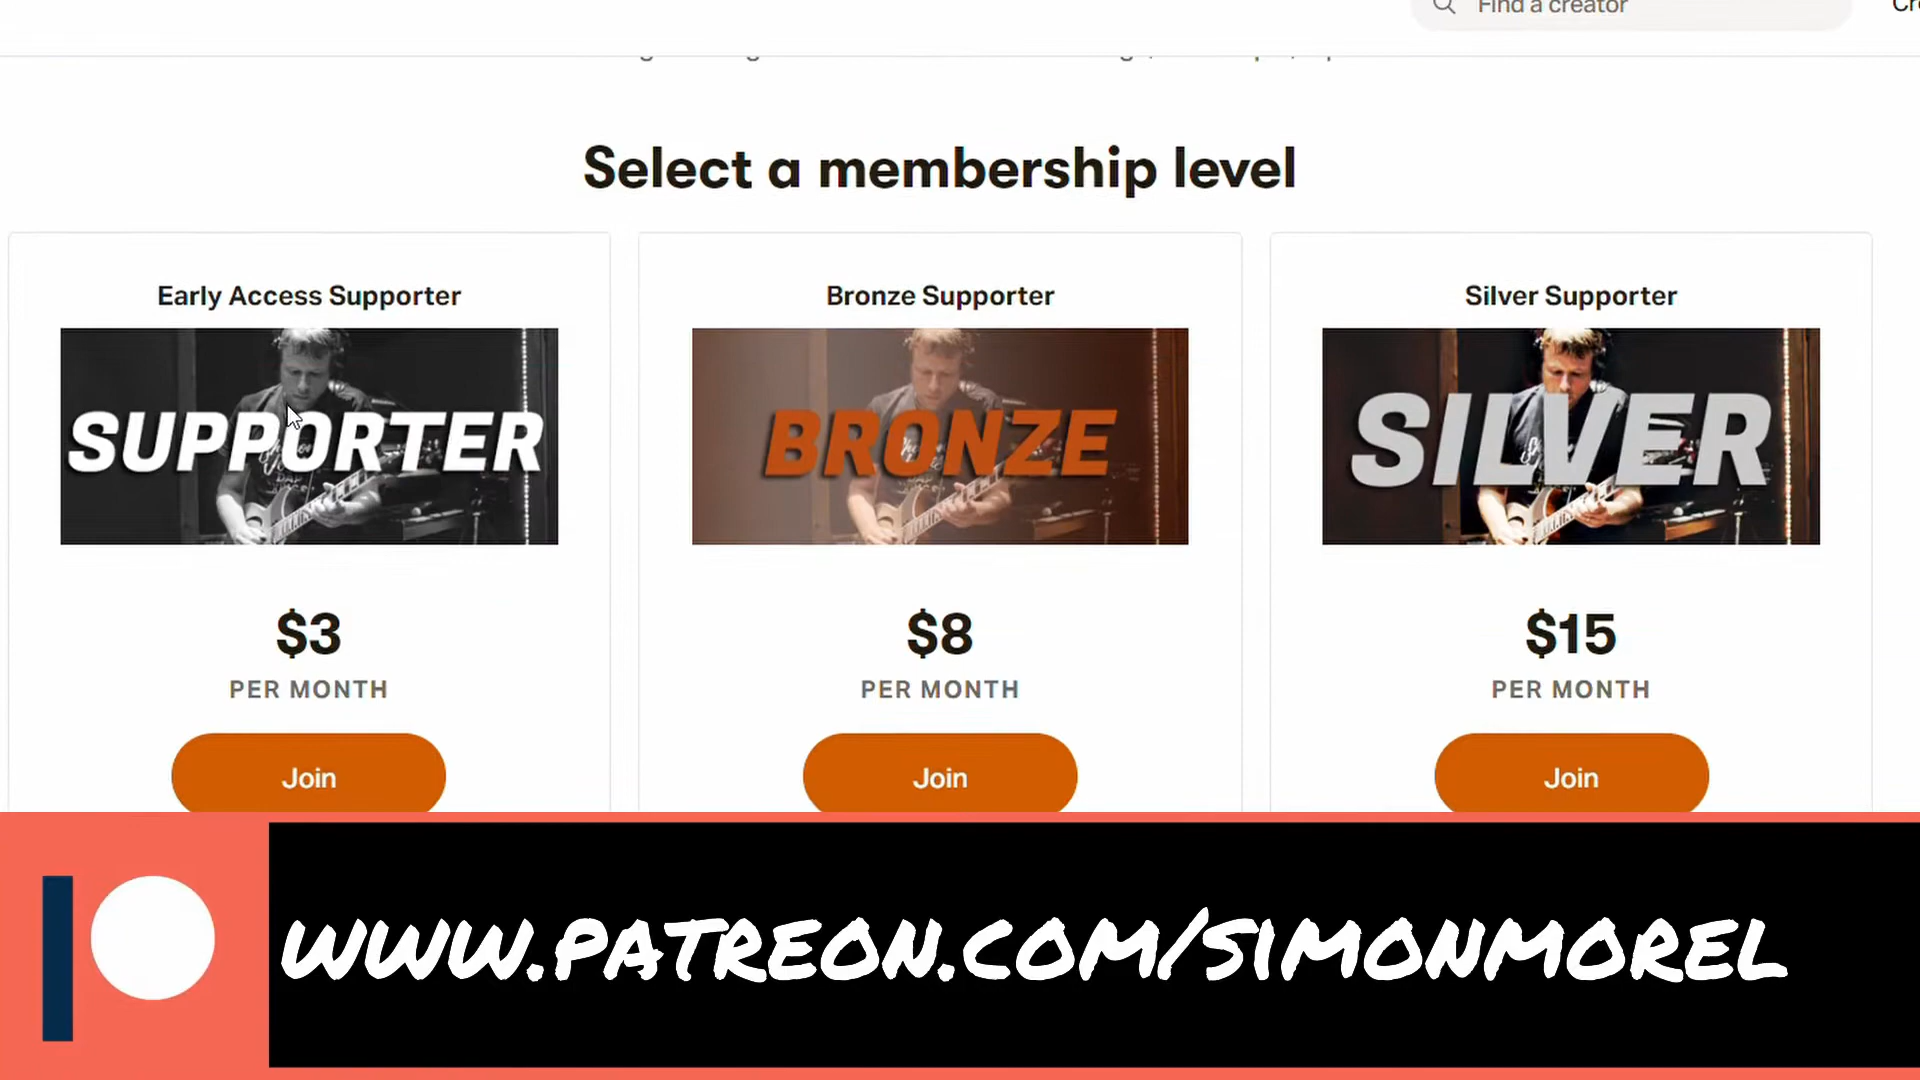 Find a creator
Select a membership level
Early Access Supporter
SUPPORTER
$3
PER MONTH
Join
Bronze Supporter
BRONZE
$8
PER MONTH
Join
Silver Supporter
SILVER
$15
PER MONTH
Join
www.patreon.com/simonmorel